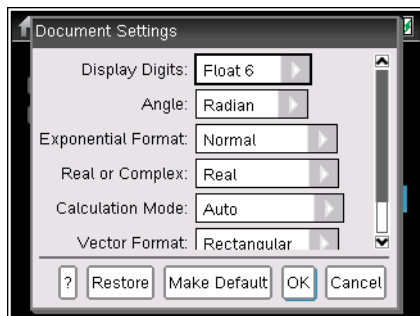 Document Settings
Display Digits: Float 6
Angle: Radian
Exponential Format: Normal
Real or Complex: Real
Calculation Mode: Auto
Vector Format: Rectangular
? Restore Make Default OK Cancel